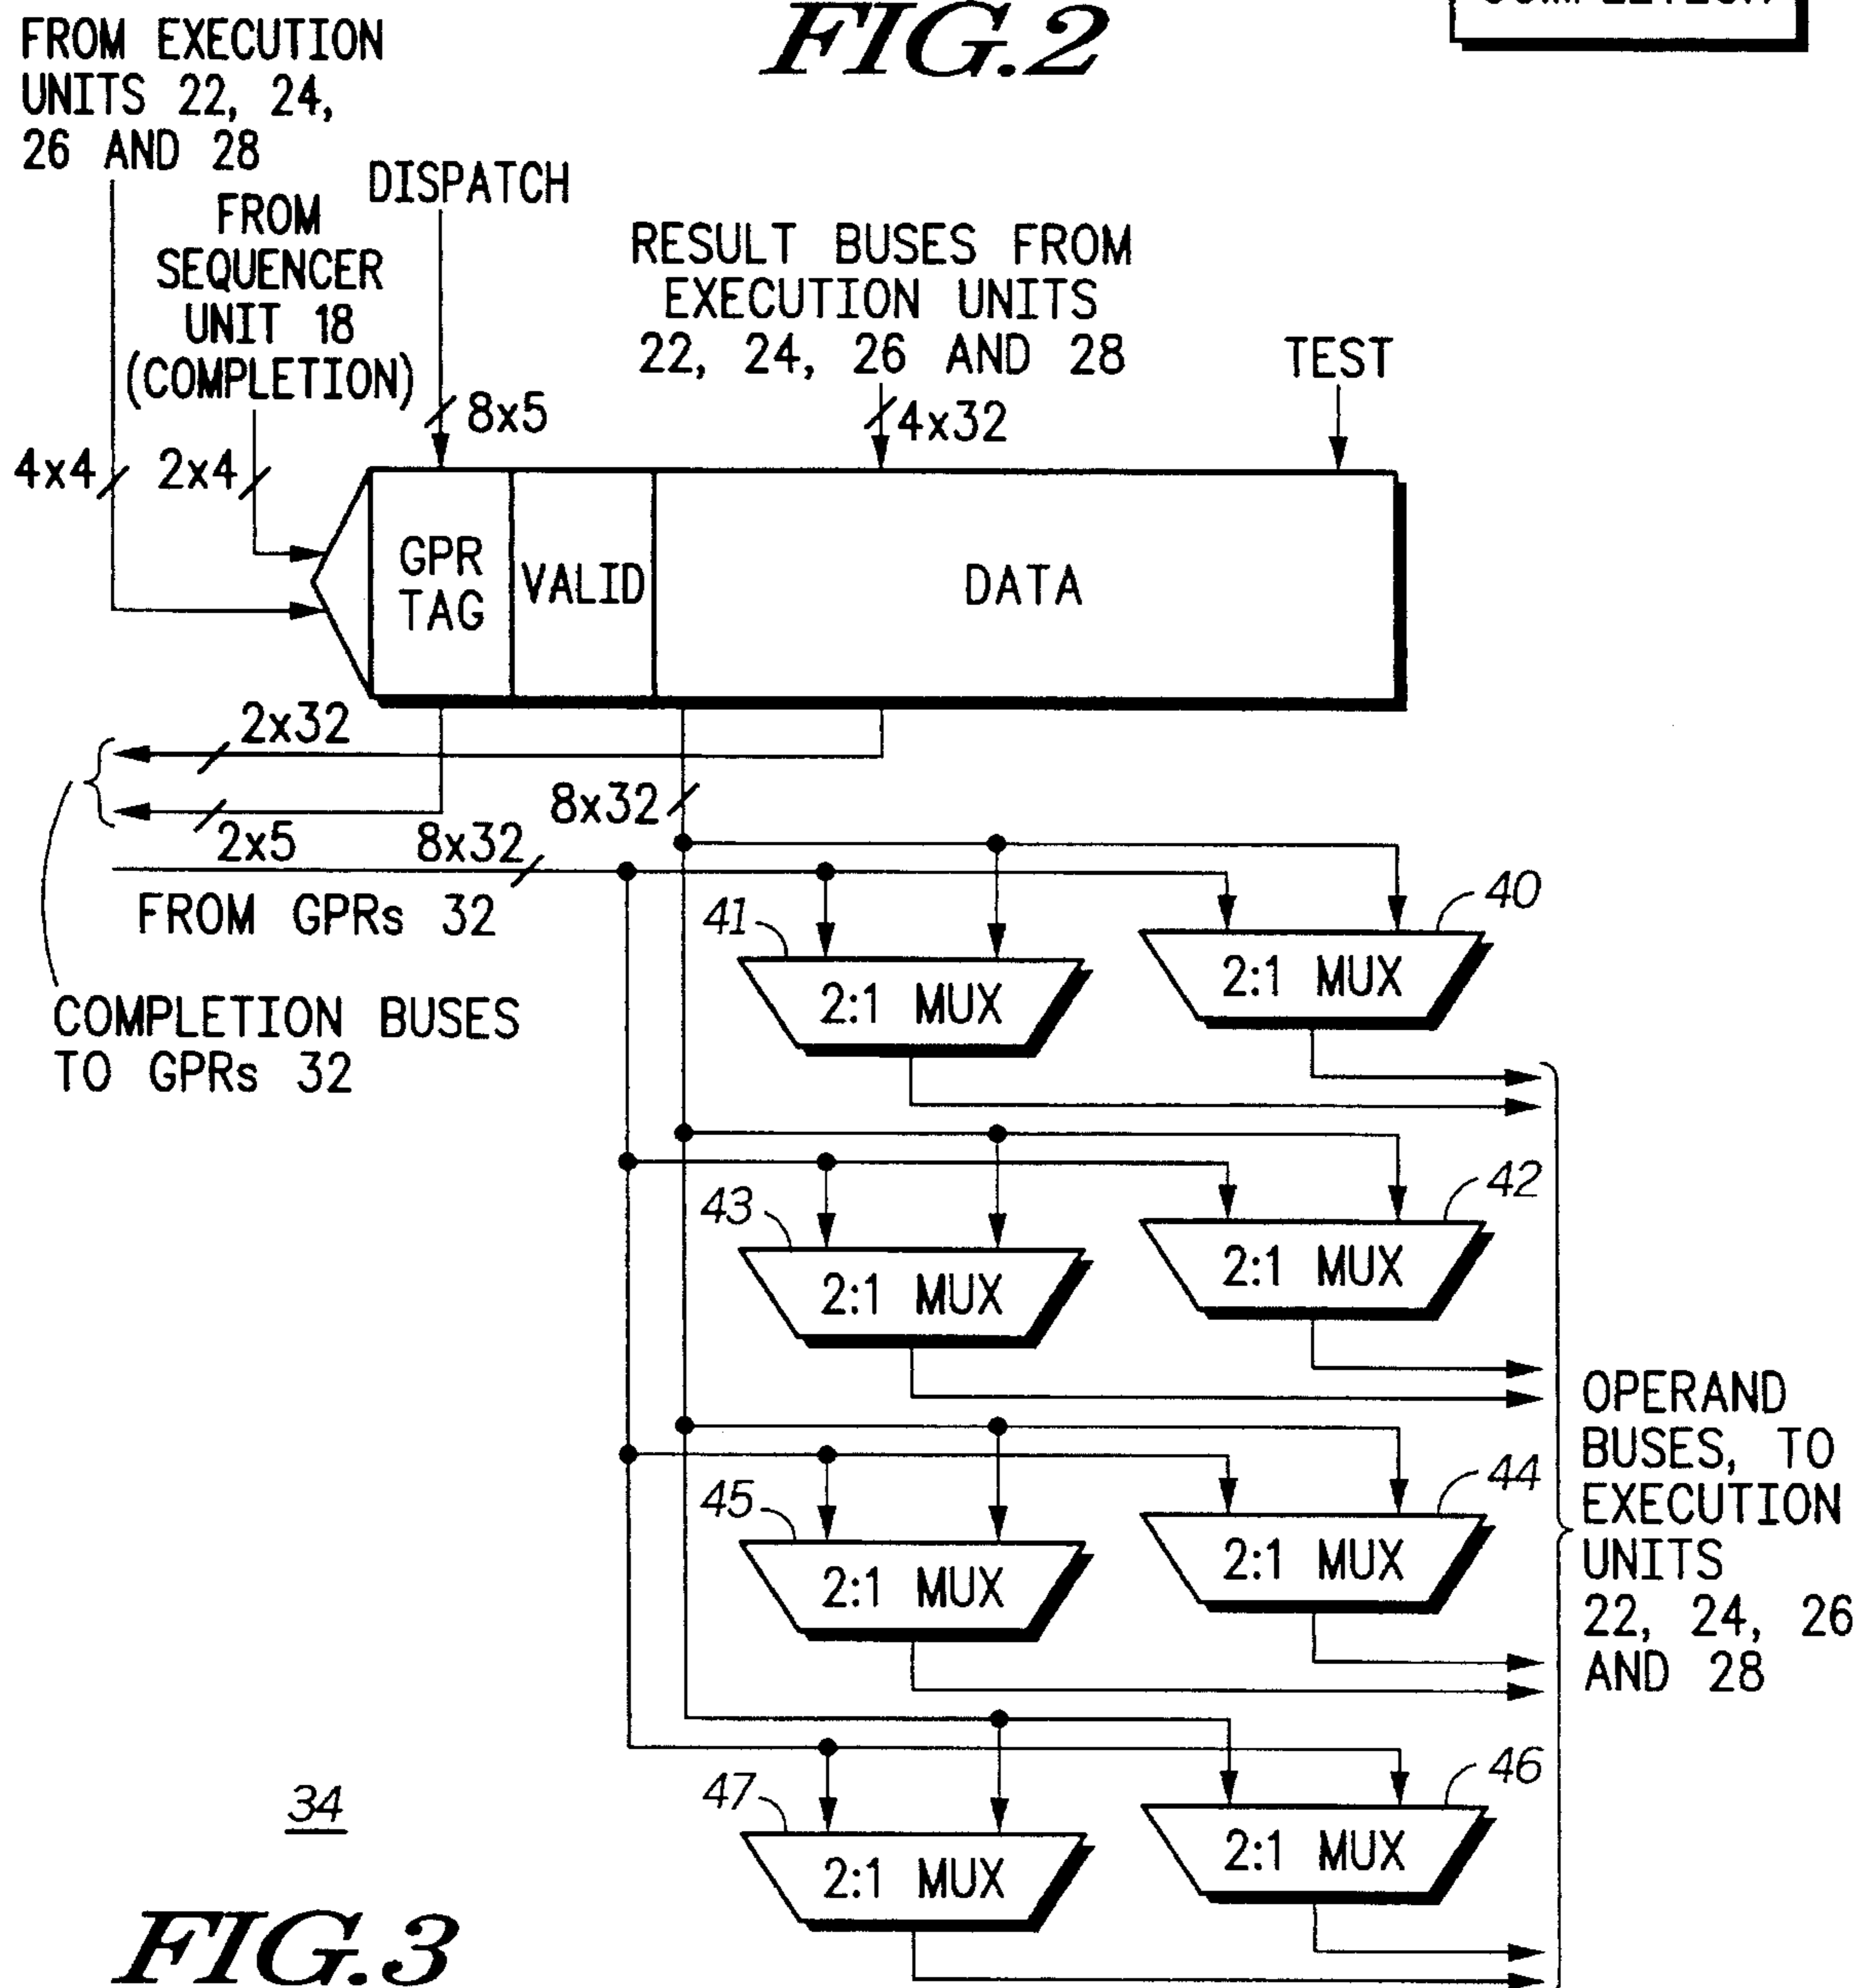 FIG.2
FROM EXECUTION
UNITS 22, 24,
26 AND 28
FROM
SEQUENCER
UNIT 18
(COMPLETION)
DISPATCH
RESULT BUSES FROM
EXECUTION UNITS
22, 24, 26 AND 28
TEST
4x4
2x4
8x5
4x32
GPR
TAG
VALID
DATA
2x32
2x5
8x32
8x32
FROM GPRs 32
COMPLETION BUSES
TO GPRs 32
41
2:1 MUX
40
2:1 MUX
43
2:1 MUX
42
2:1 MUX
45
2:1 MUX
44
2:1 MUX
47
2:1 MUX
46
2:1 MUX
OPERAND
BUSES, TO
EXECUTION
UNITS
22, 24, 26
AND 28
34
FIG.3